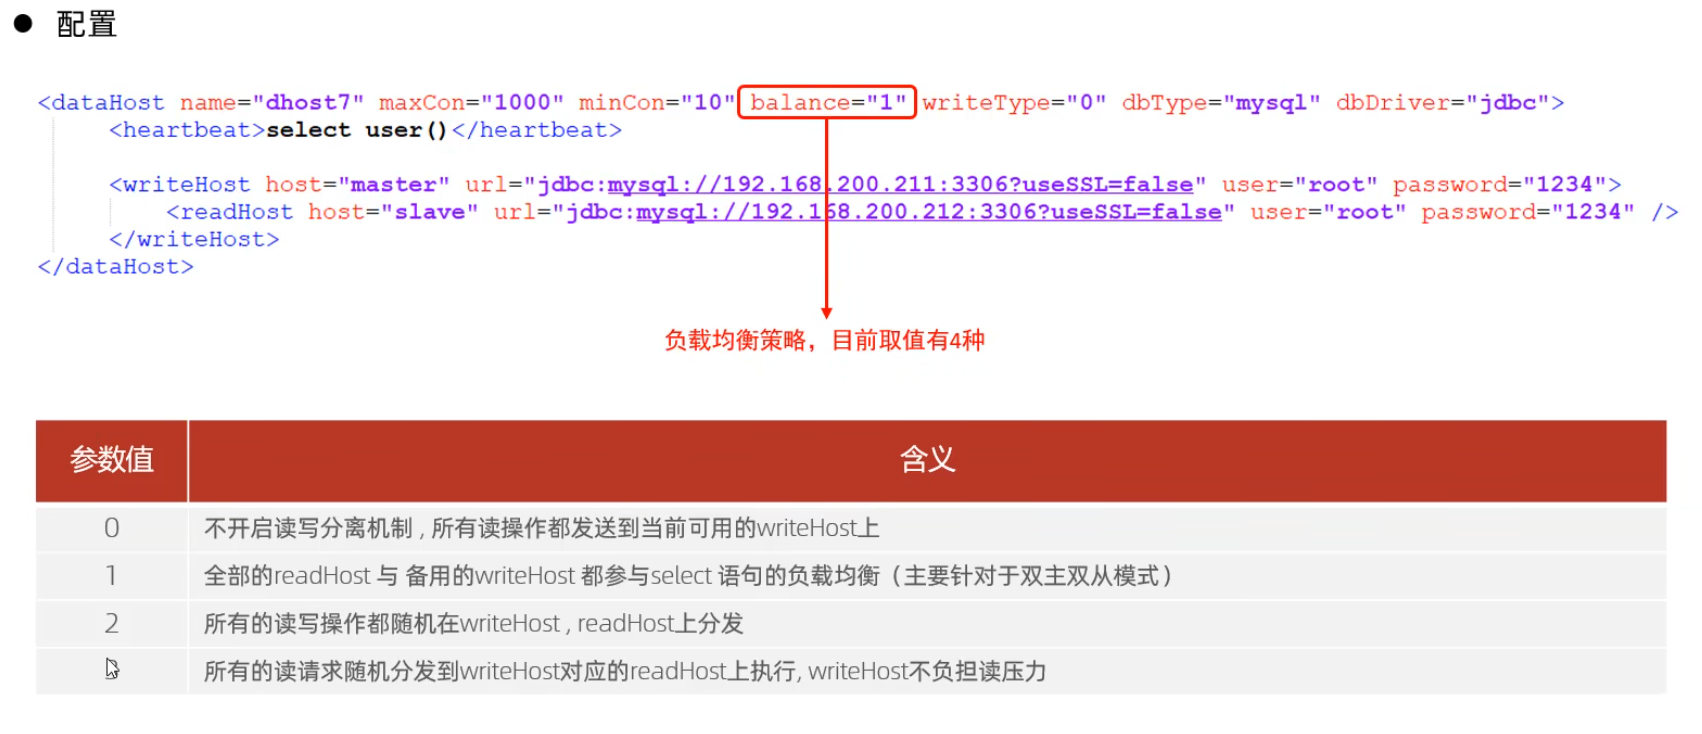 ● 配置
<dataHost name="dhost7" maxCon="1000" minCon="10" balance="1" writeType="0" dbType="mysql" dbDriver="jdbc">
<heartbeat>select user()</heartbeat>
<writeHost host="master" url="jdbc:mysql://192.168.200.211:3306?useSSL=false" user="root" password="1234">
<readHost host="slave" url="jdbc:mysql://192.168.200.212:3306?useSSL=false" user="root" password="1234" />
</writeHost>
</dataHost>
负载均衡策略，目前取值有4种
参数值 含义
0 不开启读写分离机制 , 所有读操作都发送到当前可用的writeHost上
1 全部的readHost 与 备用的writeHost 都参与select 语句的负载均衡（主要针对于双主双从模式）
2 所有的读写操作都随机在writeHost , readHost上分发
所有的读请求随机分发到writeHost对应的readHost上执行, writeHost不负担读压力